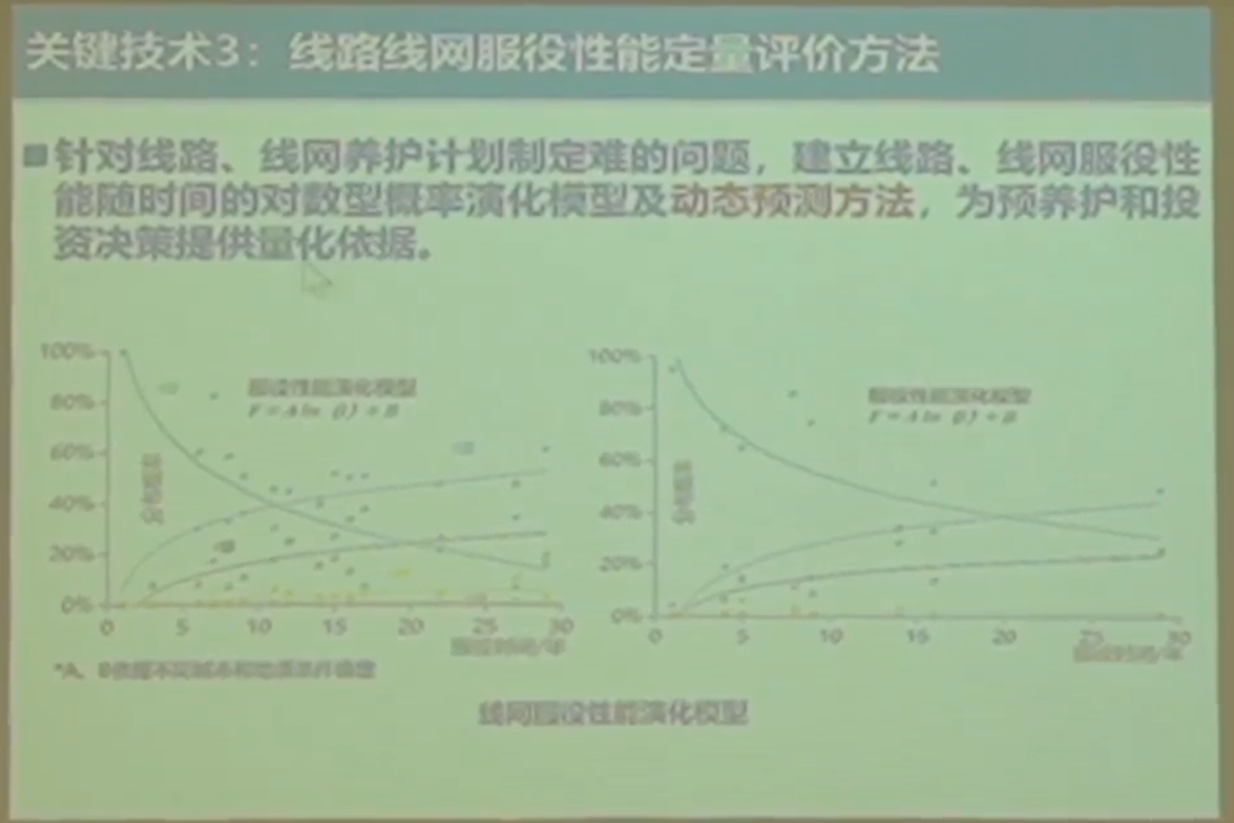 关键技术3：线路线网服役性能定量评价方法
■针对线路、线网养护计划制定难的问题，建立线路、线网服役性
能随时间的对数型概率演化模型及动态预测方法，为预养护和投
资决策提供量化依据。
100%
80%
60%
40%
20%
0%
0 5 10 15 20 25 30
服役性能演化模型
Y=A ln (t)+B
分布概率
服役时间/年
100%
80%
60%
40%
20%
0%
0 5 10 15 20 25 30
服役性能演化模型
Y=A ln (t)+B
分布概率
服役时间/年
*A、B依据不同城市和地质条件确定
线网服役性能演化模型